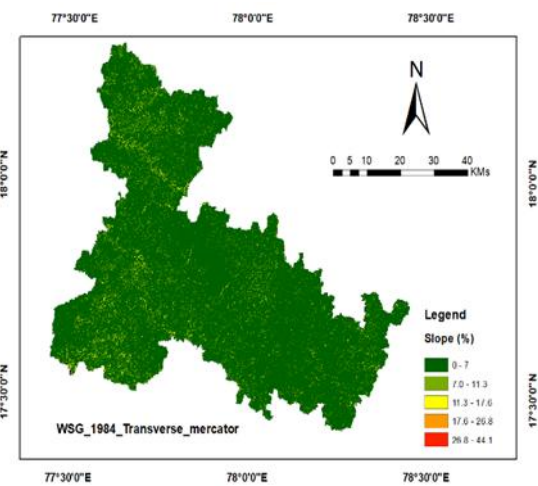 77°30'0"E 78°0'0"E 78°30'0"E
N
0 5 10 20 30 40
KMs
18°0'0"N 18°0'0"N
Legend
Slope (%)
0 - 7
7.0 - 11.3
11.3 - 17.6
17.6 - 26.8
26.8 - 44.1
17°30'0"N 17°30'0"N
WSG_1984_Transverse_mercator
77°30'0"E 78°0'0"E 78°30'0"E